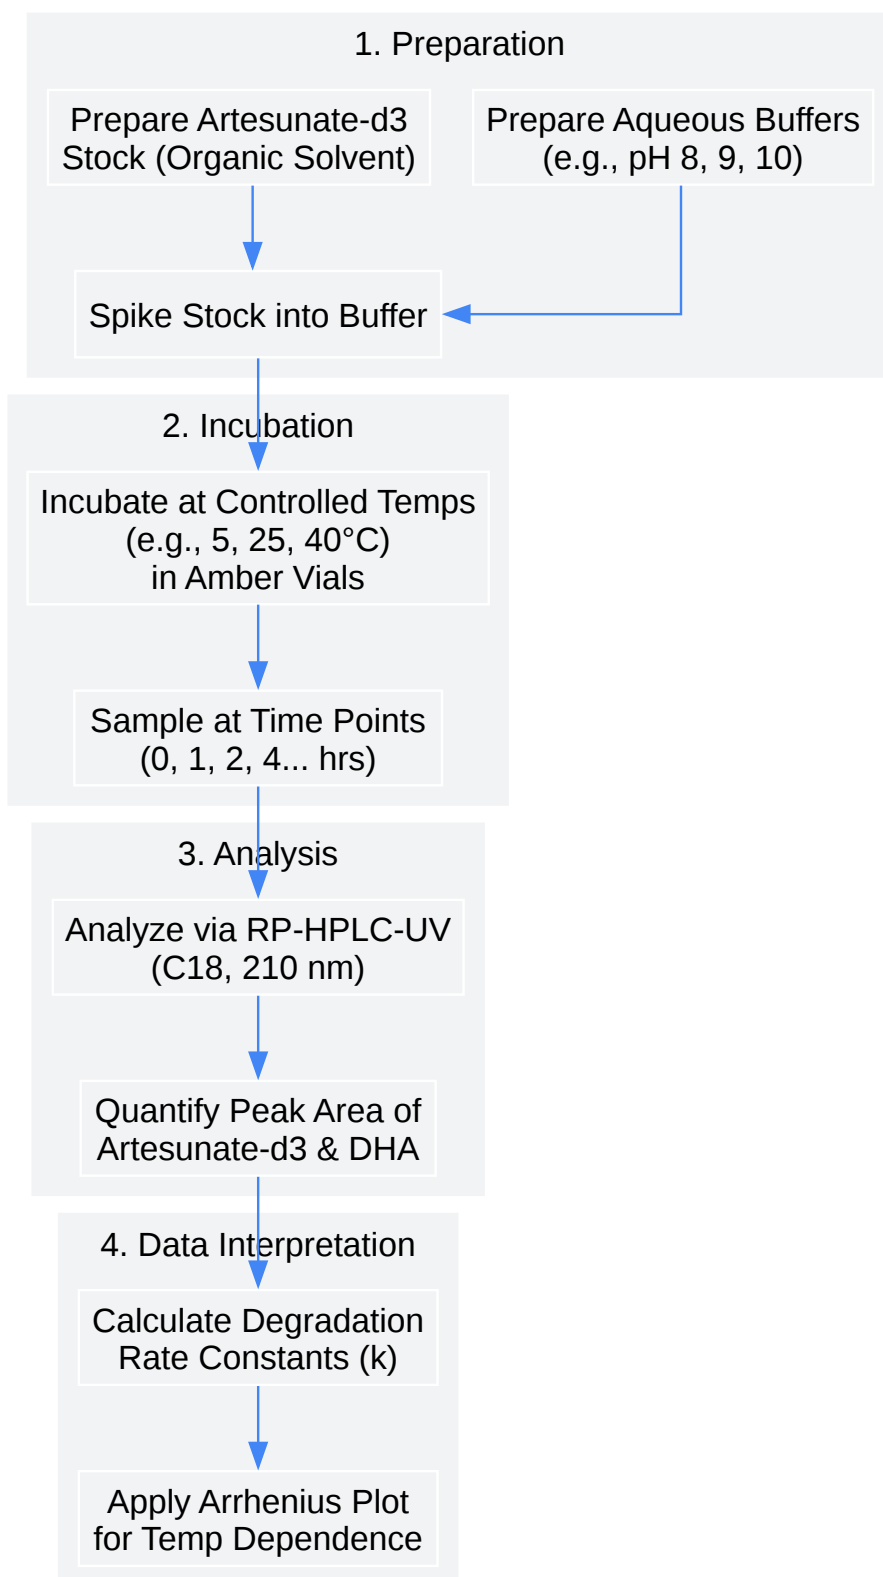 1. Preparation
Prepare Artesunate-d3
Stock (Organic Solvent)
Prepare Aqueous Buffers
(e.g., pH 8, 9, 10)
Spike Stock into Buffer
2. Incubation
Incubate at Controlled Temps
(e.g., 5, 25, 40°C)
in Amber Vials
Sample at Time Points
(0, 1, 2, 4... hrs)
3. Analysis
Analyze via RP-HPLC-UV
(C18, 210 nm)
Quantify Peak Area of
Artesunate-d3 & DHA
4. Data Interpretation
Calculate Degradation
Rate Constants (k)
Apply Arrhenius Plot
for Temp Dependence